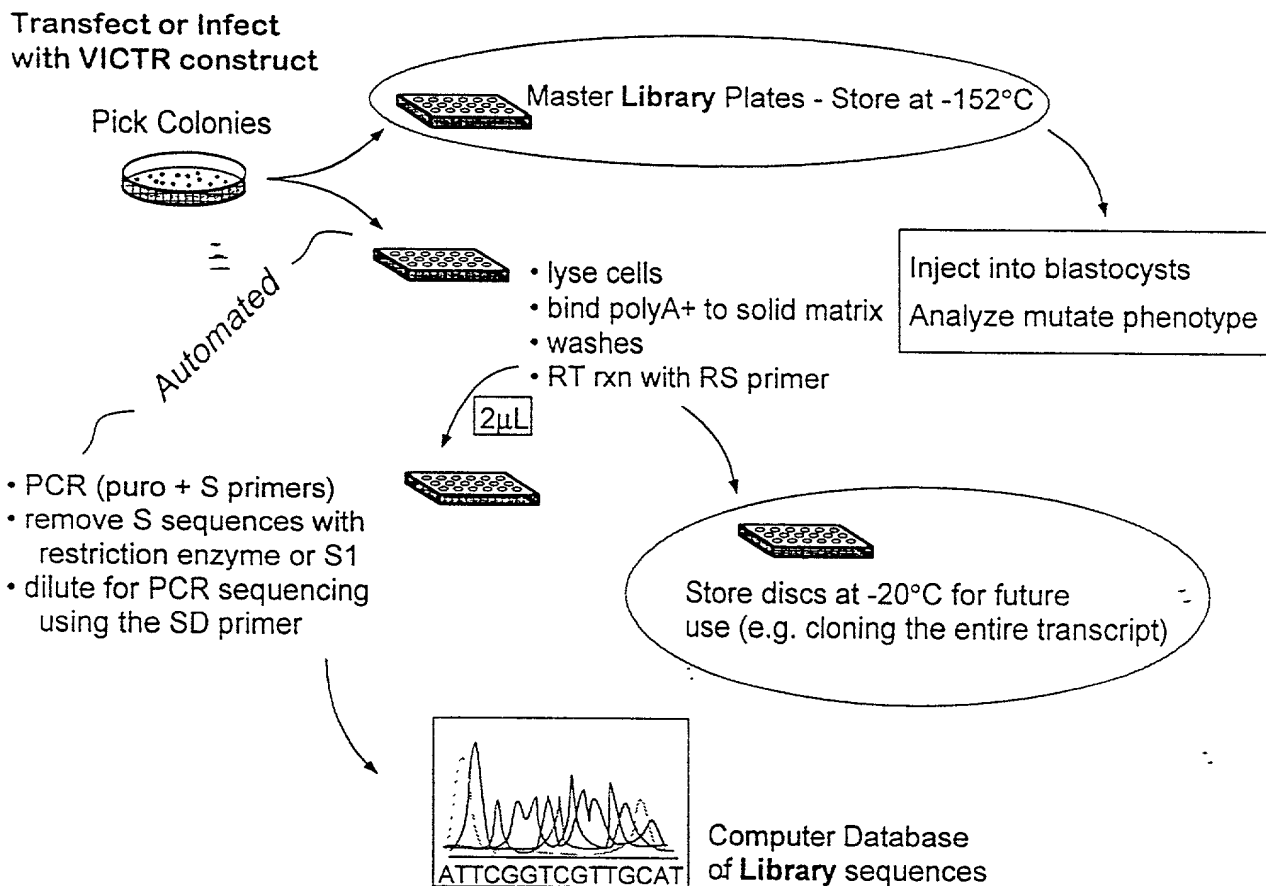 Transfect or Infect
with VICTR construct
Pick Colonies
Master Library Plates - Store at -152°C
Inject into blastocysts
Analyze mutate phenotype
Automated
• lyse cells
• bind polyA+ to solid matrix
• washes
• RT rxn with RS primer
2µL
• PCR (puro + S primers)
• remove S sequences with
restriction enzyme or S1
• dilute for PCR sequencing
using the SD primer
Store discs at -20°C for future
use (e.g. cloning the entire transcript)
ATTCGGTCGTTGCAT
Computer Database
of Library sequences